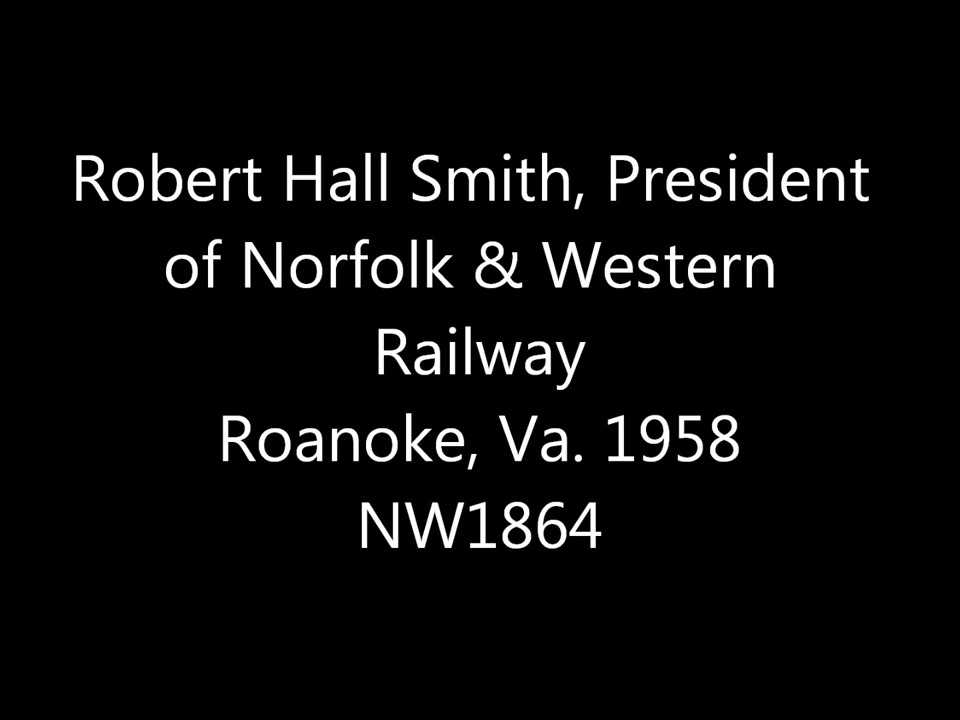 Robert Hall Smith, President
of Norfolk & Western
Railway
Roanoke, Va. 1958
NW1864